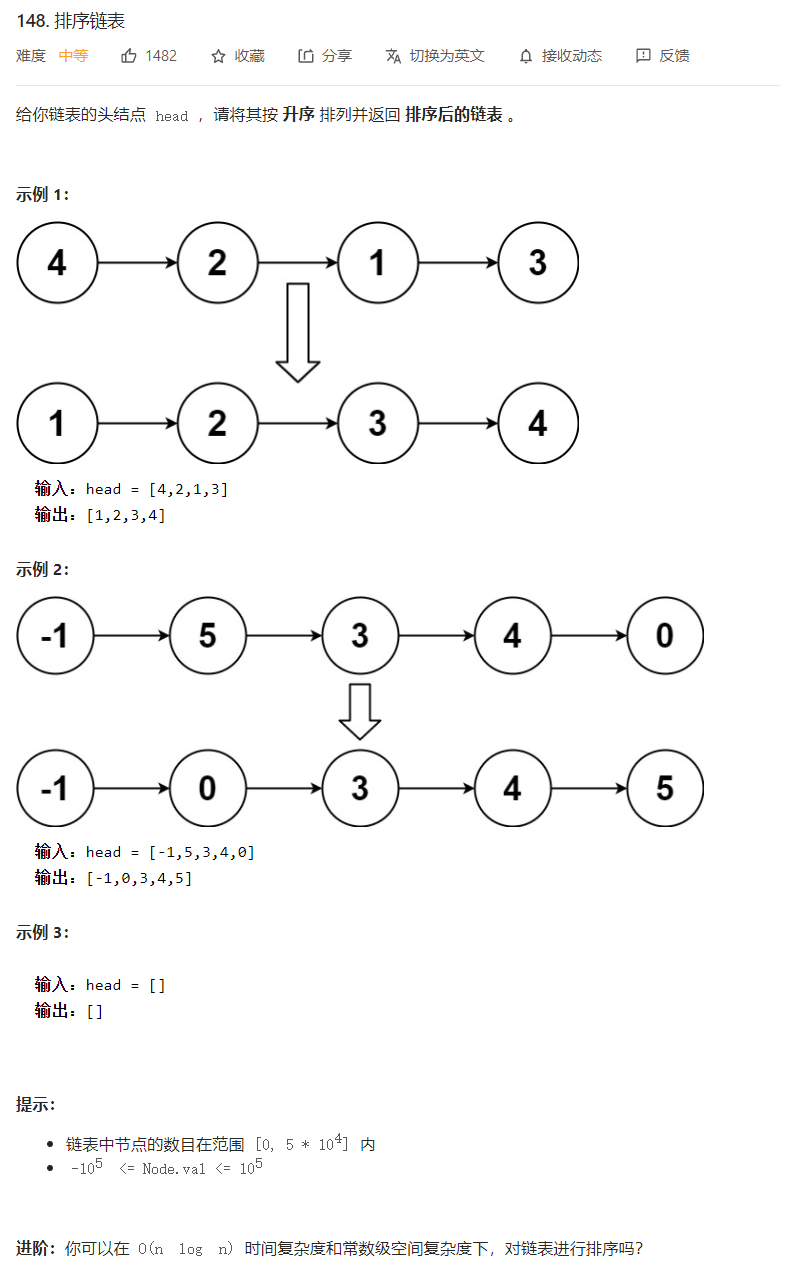 148. 排序链表
难度 中等 1482 收藏 分享 切换为英文 接收动态 反馈
给你链表的头结点 head ，请将其按 升序 排列并返回 排序后的链表 。
示例 1：
4 2 1 3
1 2 3 4
输入：head = [4,2,1,3]
输出：[1,2,3,4]
示例 2：
-1 5 3 4 0
-1 0 3 4 5
输入：head = [-1,5,3,4,0]
输出：[-1,0,3,4,5]
示例 3：
输入：head = []
输出：[]
提示：
链表中节点的数目在范围 [0, 5 * 10⁴] 内
-10⁵ <= Node.val <= 10⁵
进阶：你可以在 O(n log n) 时间复杂度和常数级空间复杂度下，对链表进行排序吗？